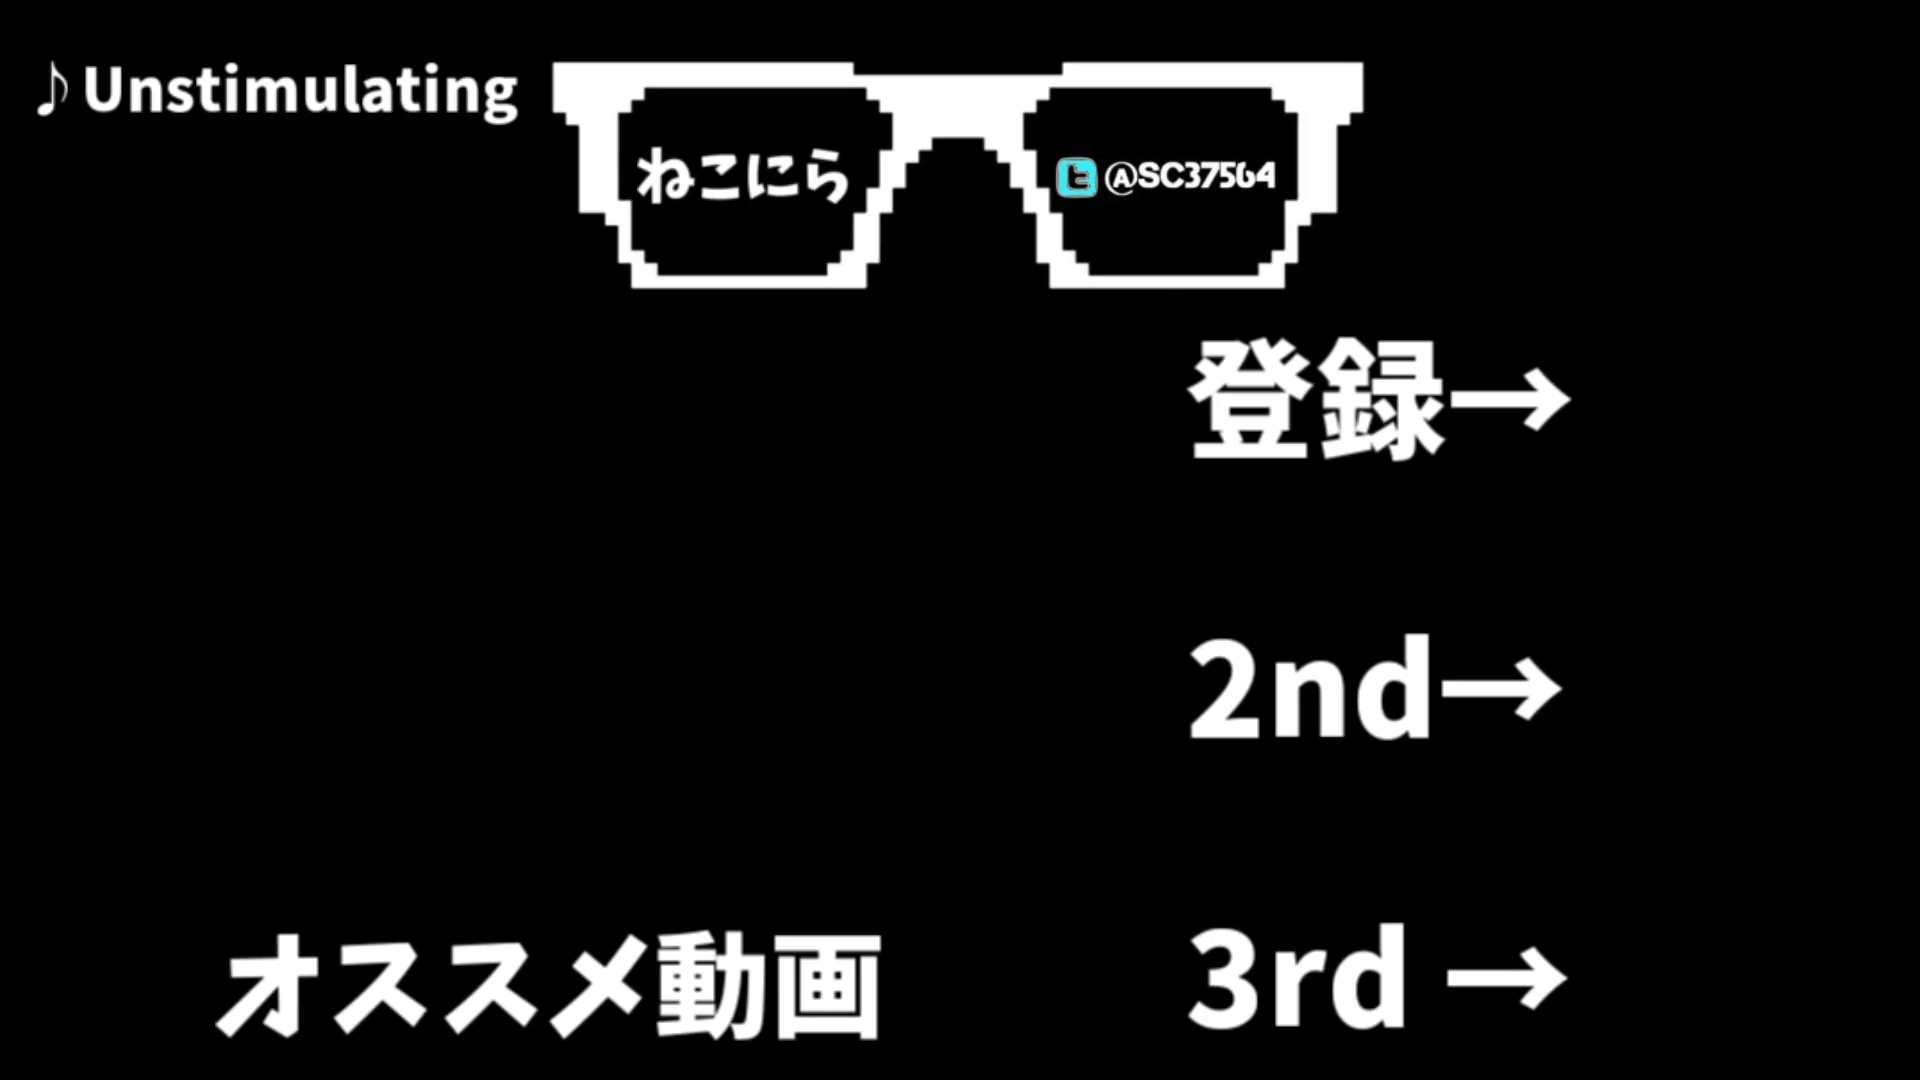 ♪Unstimulating
ねこにら
@SC37564
登録→
2nd→
オススメ動画
3rd →